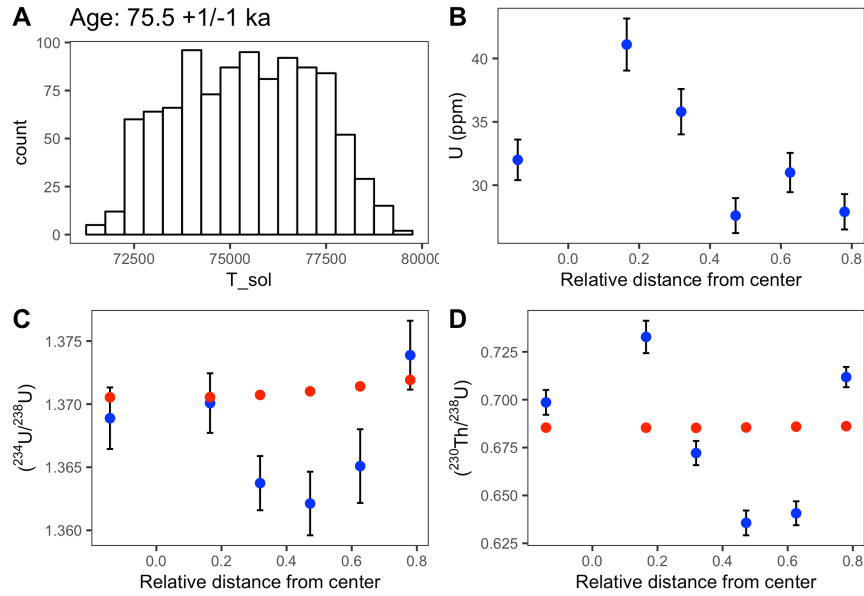 A
Age: 75.5 +1/-1 ka
100
75
50
25
0
count
72500
75000
77500
80000
T_sol
B
40
35
30
U (ppm)
0.0
0.2
0.4
0.6
0.8
Relative distance from center
C
1.375
1.370
1.365
1.360
(²³⁴U/²³⁸U)
0.0
0.2
0.4
0.6
0.8
Relative distance from center
D
0.725
0.700
0.675
0.650
0.625
(²³⁰Th/²³⁸U)
0.0
0.2
0.4
0.6
0.8
Relative distance from center